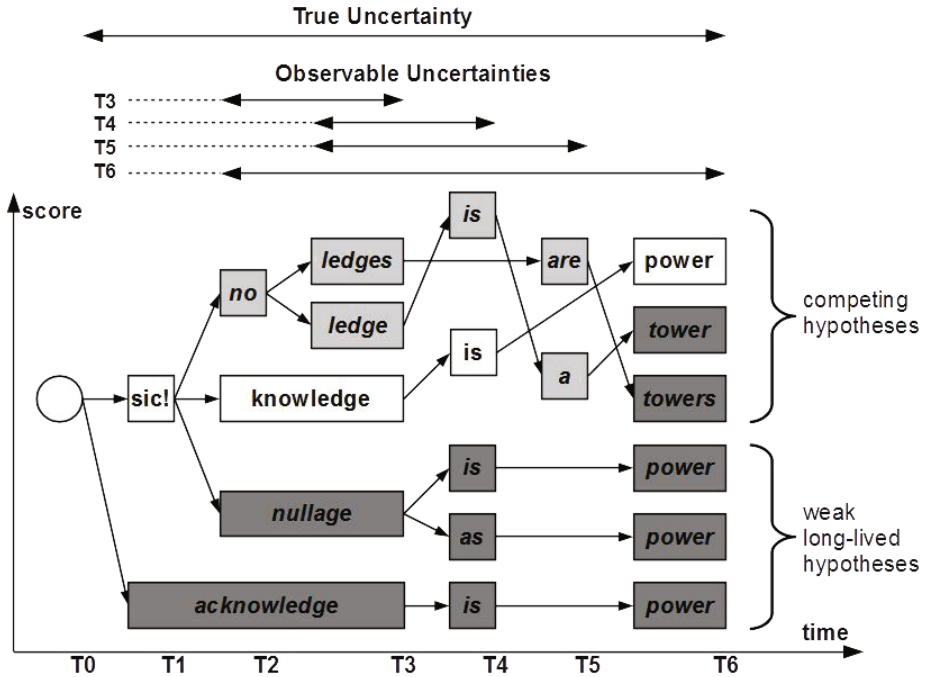 True Uncertainty
Observable Uncertainties
T3
T4
T5
T6
score
is
ledges
are
power
no
ledge
competing
hypotheses
is
tower
sic!
knowledge
a
towers
is
power
nullage
as
power
weak
long-lived
hypotheses
acknowledge
is
power
time
T0 T1 T2 T3 T4 T5 T6